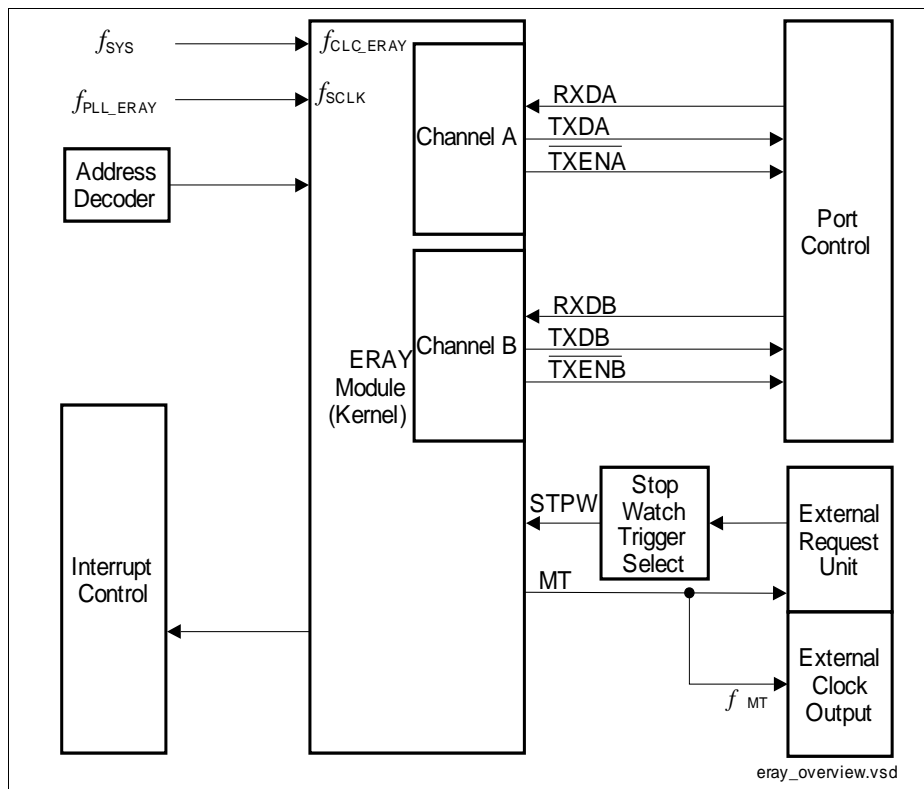 fSYS
fCLC_ERAY
fPLL_ERAY
fSCLK
Address
Decoder
Channel A
RXDA
TXDA
TXENA
Port
Control
Channel B
RXDB
TXDB
TXENB
ERAY
Module
(Kernel)
Interrupt
Control
STPW
Stop
Watch
Trigger
Select
External
Request
Unit
MT
External
Clock
Output
f MT
eray_overview.vsd